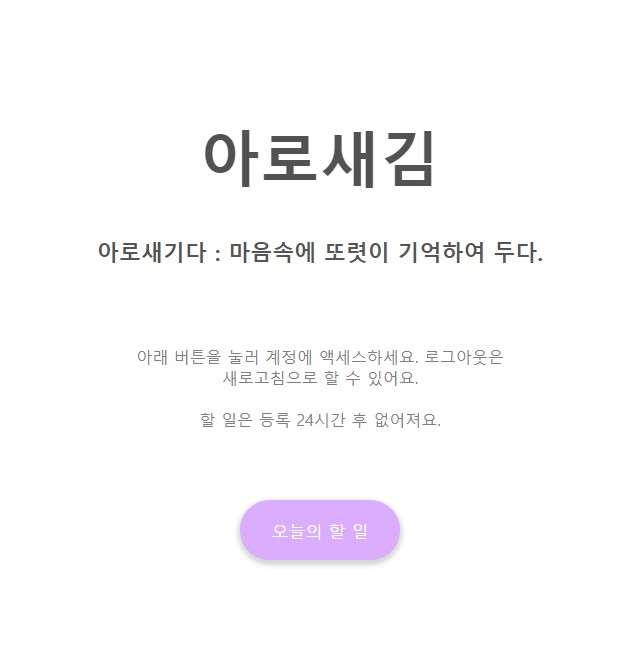 아로새김
아로새기다 : 마음속에 또렷이 기억하여 두다.
아래 버튼을 눌러 계정에 액세스하세요. 로그아웃은
새로고침으로 할 수 있어요.
할 일은 등록 24시간 후 없어져요.
오늘의 할 일